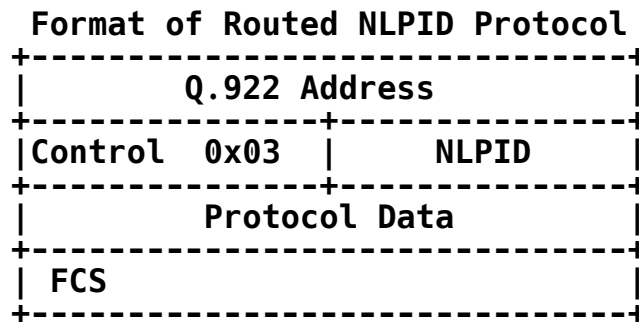 Format of Routed NLPID Protocol
+-------------------------------+
|        Q.922 Address          |
+---------------+---------------+
|Control  0x03  |     NLPID     |
+---------------+---------------+
|         Protocol Data         |
+-------------------------------+
| FCS                           |
+-------------------------------+